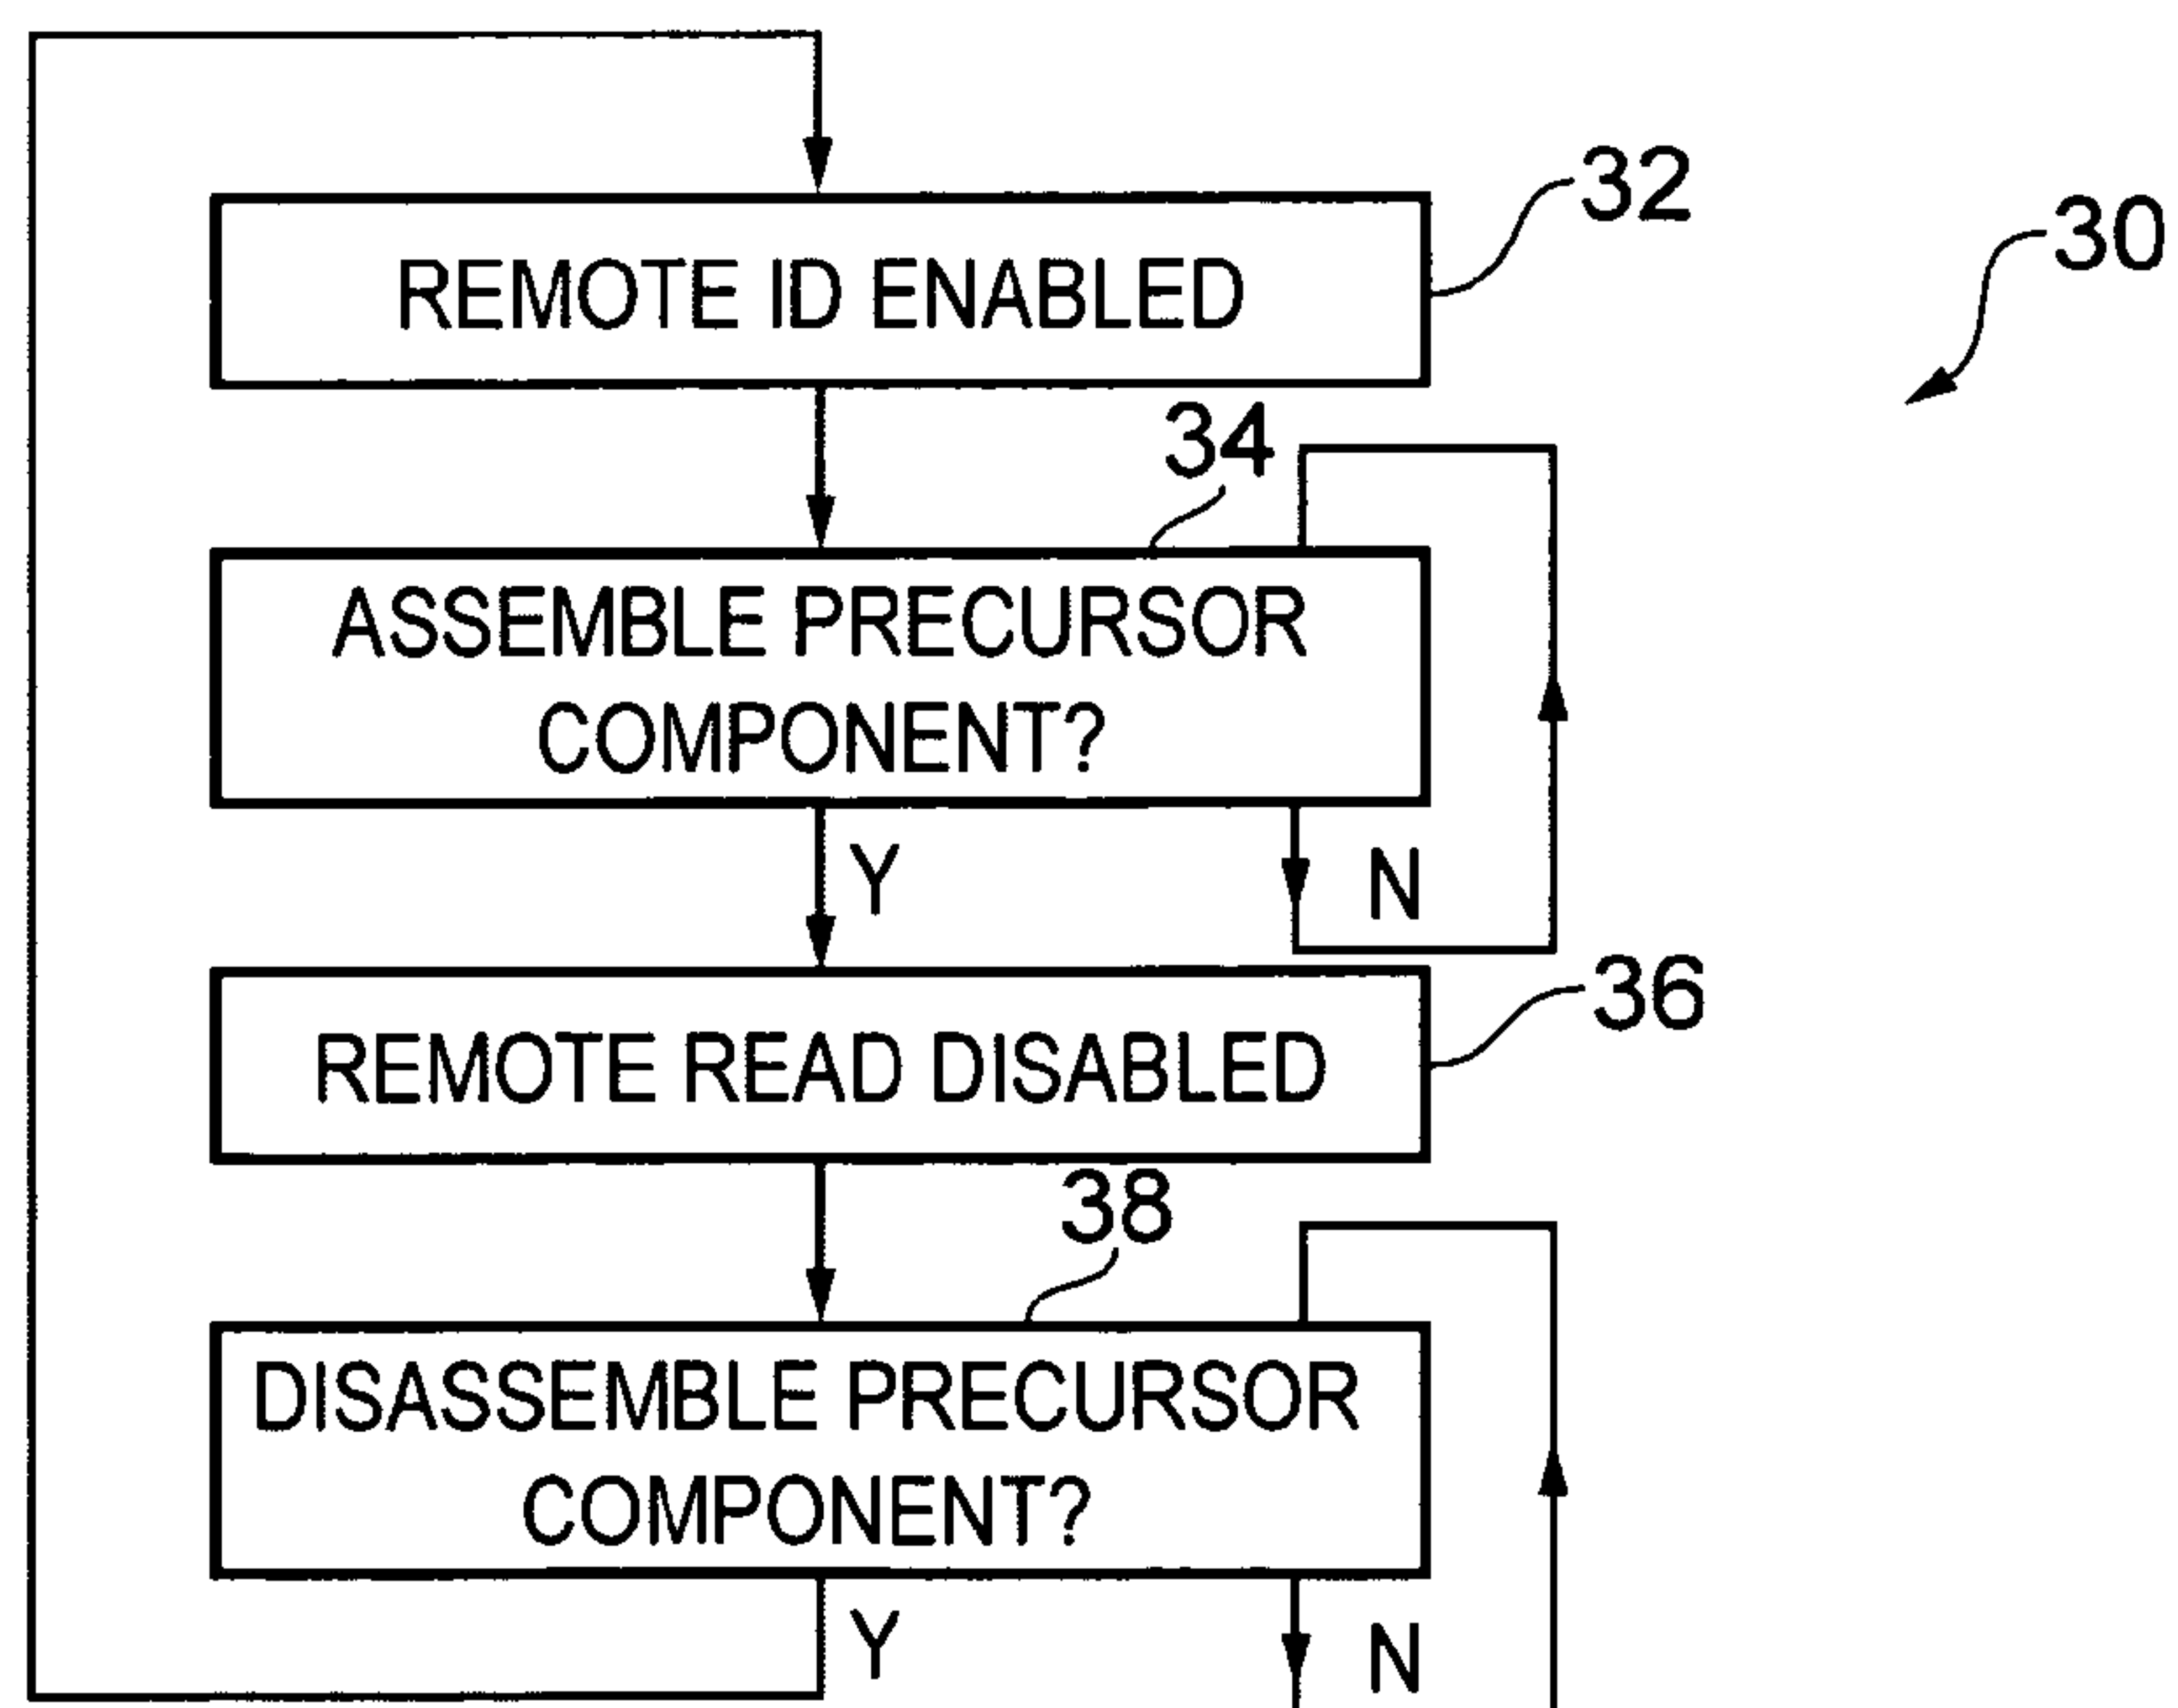 32
30
REMOTE ID ENABLED
34
ASSEMBLE PRECURSOR
COMPONENT?
Y
N
36
REMOTE READ DISABLED
38
DISASSEMBLE PRECURSOR
COMPONENT?
Y
N